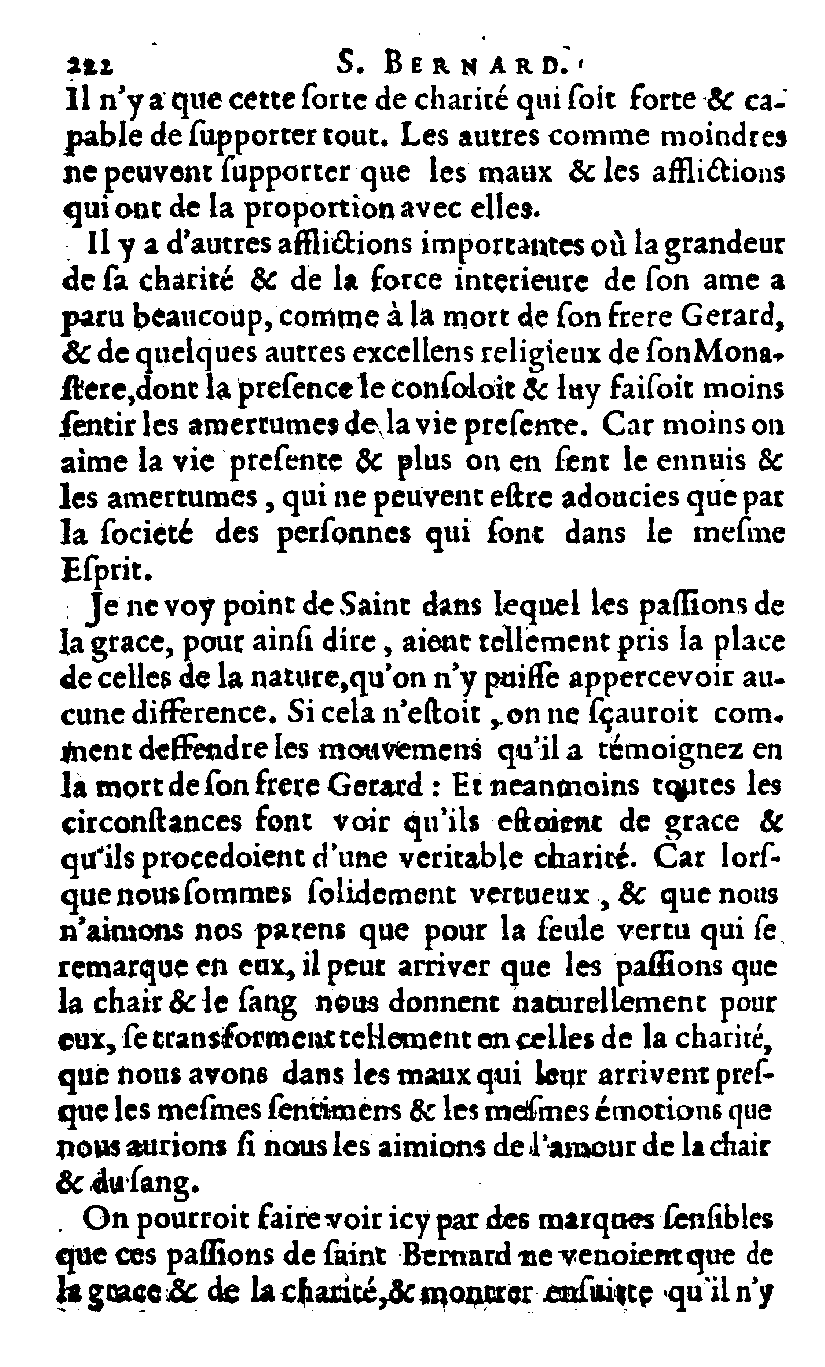 222 S. BERNARD.
Il n'y a que cette ſorte de charité qui ſoit forte & ca-
pable de ſupporter tout. Les autres comme moindres
ne peuvent ſupporter que les maux & les afflictions
qui ont de la proportion avec elles.
Il y a d'autres afflictions importantes où la grandeur
de ſa charité & de la force interieure de ſon ame a
paru beaucoup, comme à la mort de ſon frere Gerard,
& de quelques autres excellens religieux de ſon Mona-
ſtere, dont la preſence le conſoloit & luy faiſoit moins
ſentir les amertumes de la vie preſente. Car moins on
aime la vie preſente & plus on en ſent le ennuis &
les amertumes, qui ne peuvent eſtre adoucies que par
la ſocieté des perſonnes qui ſont dans le meſme
Eſprit.
Je ne voy point de Saint dans lequel les paſſions de
la grace, pour ainſi dire, aient tellement pris la place
de celles de la nature, qu'on n'y puiſſe appercevoir au-
cune difference. Si cela n'eſtoit, on ne ſçauroit com-
ment deffendre les mouvemens qu'il a témoignez en
la mort de ſon frere Gerard : Et neanmoins toutes les
circonſtances font voir qu'ils eſtoient de grace &
qu'ils procedoient d'une veritable charité. Car lorſ-
que nous ſommes ſolidement vertueux, & que nous
n'aimons nos parens que pour la ſeule vertu qui ſe
remarque en eux, il peut arriver que les paſſions que
la chair & le ſang nous donnent naturellement pour
eux, ſe transforment tellement en celles de la charité,
que nous avons dans les maux qui leur arrivent preſ-
que les meſmes ſentimens & les meſmes émotions que
nous aurions ſi nous les aimions de l'amour de la chair
& du ſang.
On pourroit faire voir icy par des marques ſenſibles
que ces paſſions de ſaint Bernard ne venoient que de
la grace & de la charité, & montrer enſuitte qu'il n'y